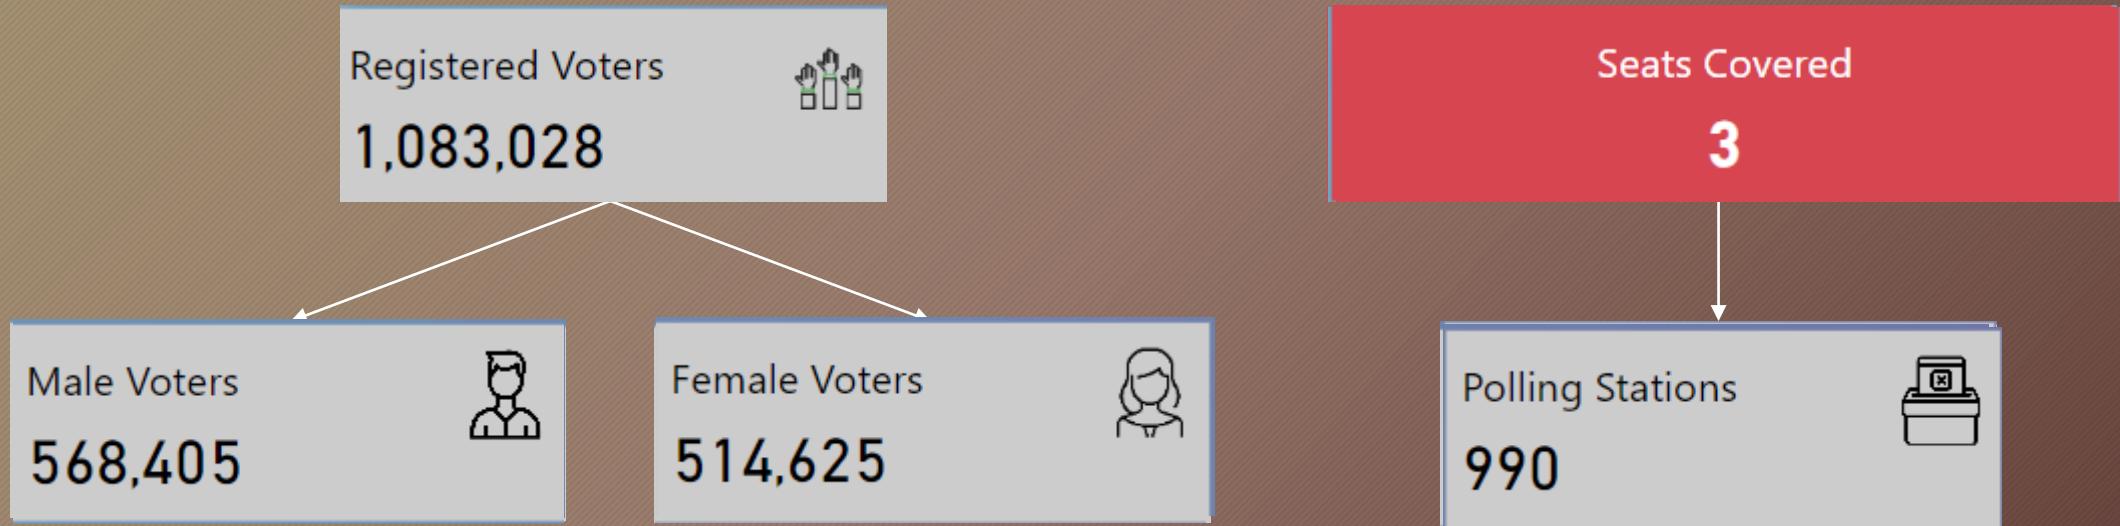 Registered Voters
1,083,028
Seats Covered
3
Male Voters
568,405
Female Voters
514,625
Polling Stations
990